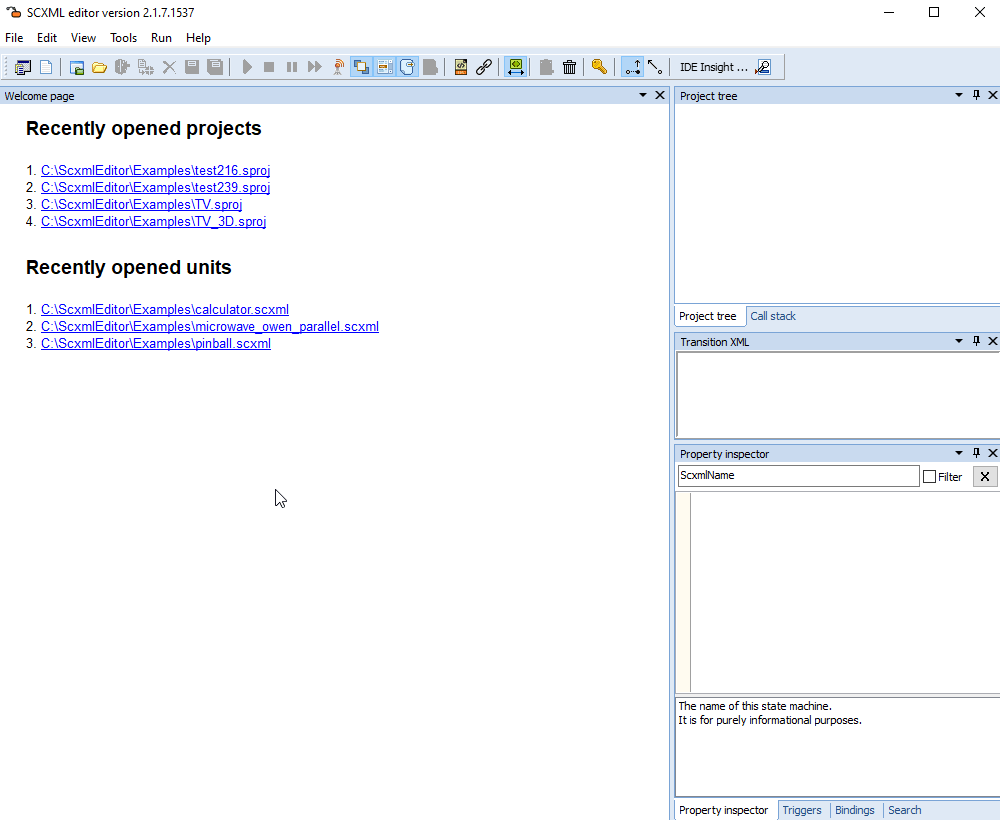 SCXML editor version 2.1.7.1537
File Edit View Tools Run Help
IDE Insight ...
Welcome page
Recently opened projects
1. C:\ScxmlEditor\Examples\test216.sproj
2. C:\ScxmlEditor\Examples\test239.sproj
3. C:\ScxmlEditor\Examples\TV.sproj
4. C:\ScxmlEditor\Examples\TV_3D.sproj
Recently opened units
1. C:\ScxmlEditor\Examples\calculator.scxml
2. C:\ScxmlEditor\Examples\microwave_owen_parallel.scxml
3. C:\ScxmlEditor\Examples\pinball.scxml
Project tree
Project tree Call stack
Transition XML
Property inspector
ScxmlName Filter X
The name of this state machine.
It is for purely informational purposes.
Property inspector Triggers Bindings Search